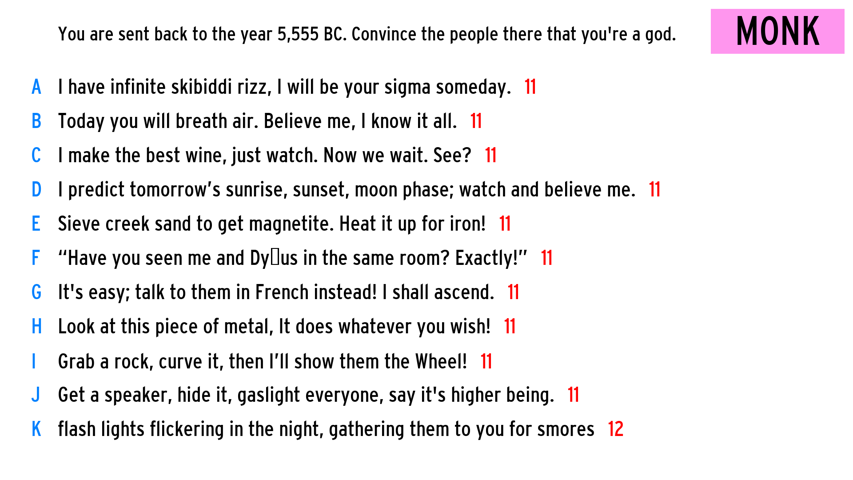 You are sent back to the year 5,555 BC. Convince the people there that you're a god.
MONK
A I have infinite skibiddi rizz, I will be your sigma someday. 11
B Today you will breath air. Believe me, I know it all. 11
C I make the best wine, just watch. Now we wait. See? 11
D I predict tomorrow’s sunrise, sunset, moon phase; watch and believe me. 11
E Sieve creek sand to get magnetite. Heat it up for iron! 11
F “Have you seen me and Dy▯us in the same room? Exactly!” 11
G It's easy; talk to them in French instead! I shall ascend. 11
H Look at this piece of metal, It does whatever you wish! 11
I Grab a rock, curve it, then I’ll show them the Wheel! 11
J Get a speaker, hide it, gaslight everyone, say it's higher being. 11
K flash lights flickering in the night, gathering them to you for smores 12